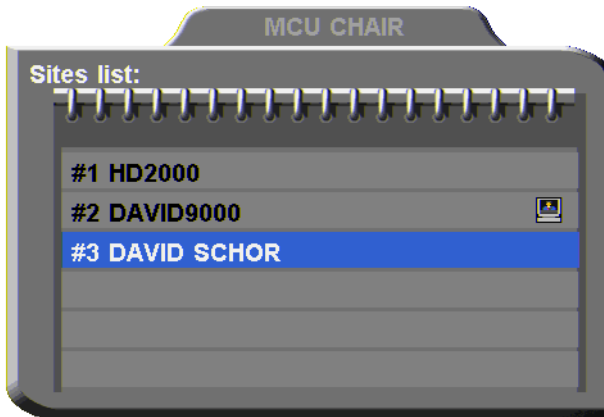 MCU CHAIR
Sites list:
#1 HD2000
#2 DAVID9000
#3 DAVID SCHOR